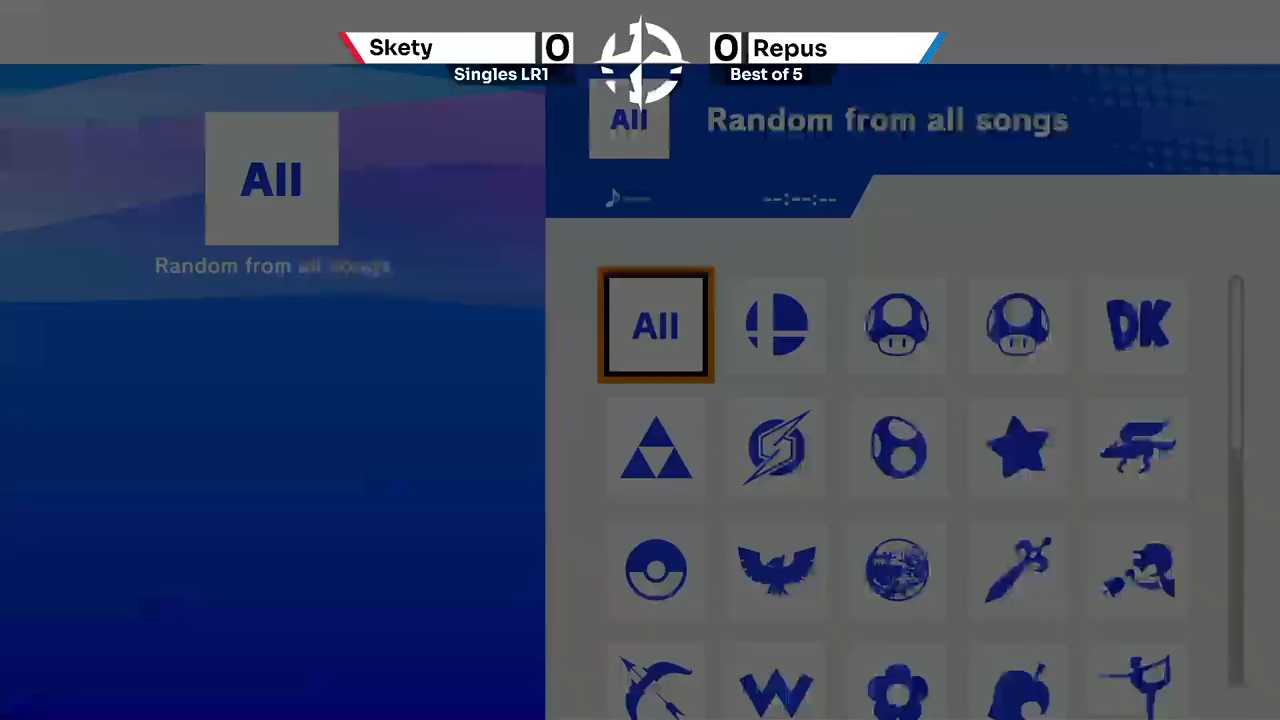 Skety 0
0 Repus
Singles LR1
Best of 5
All
Random from all songs
All
Random from all songs
--:--:--
All
DK